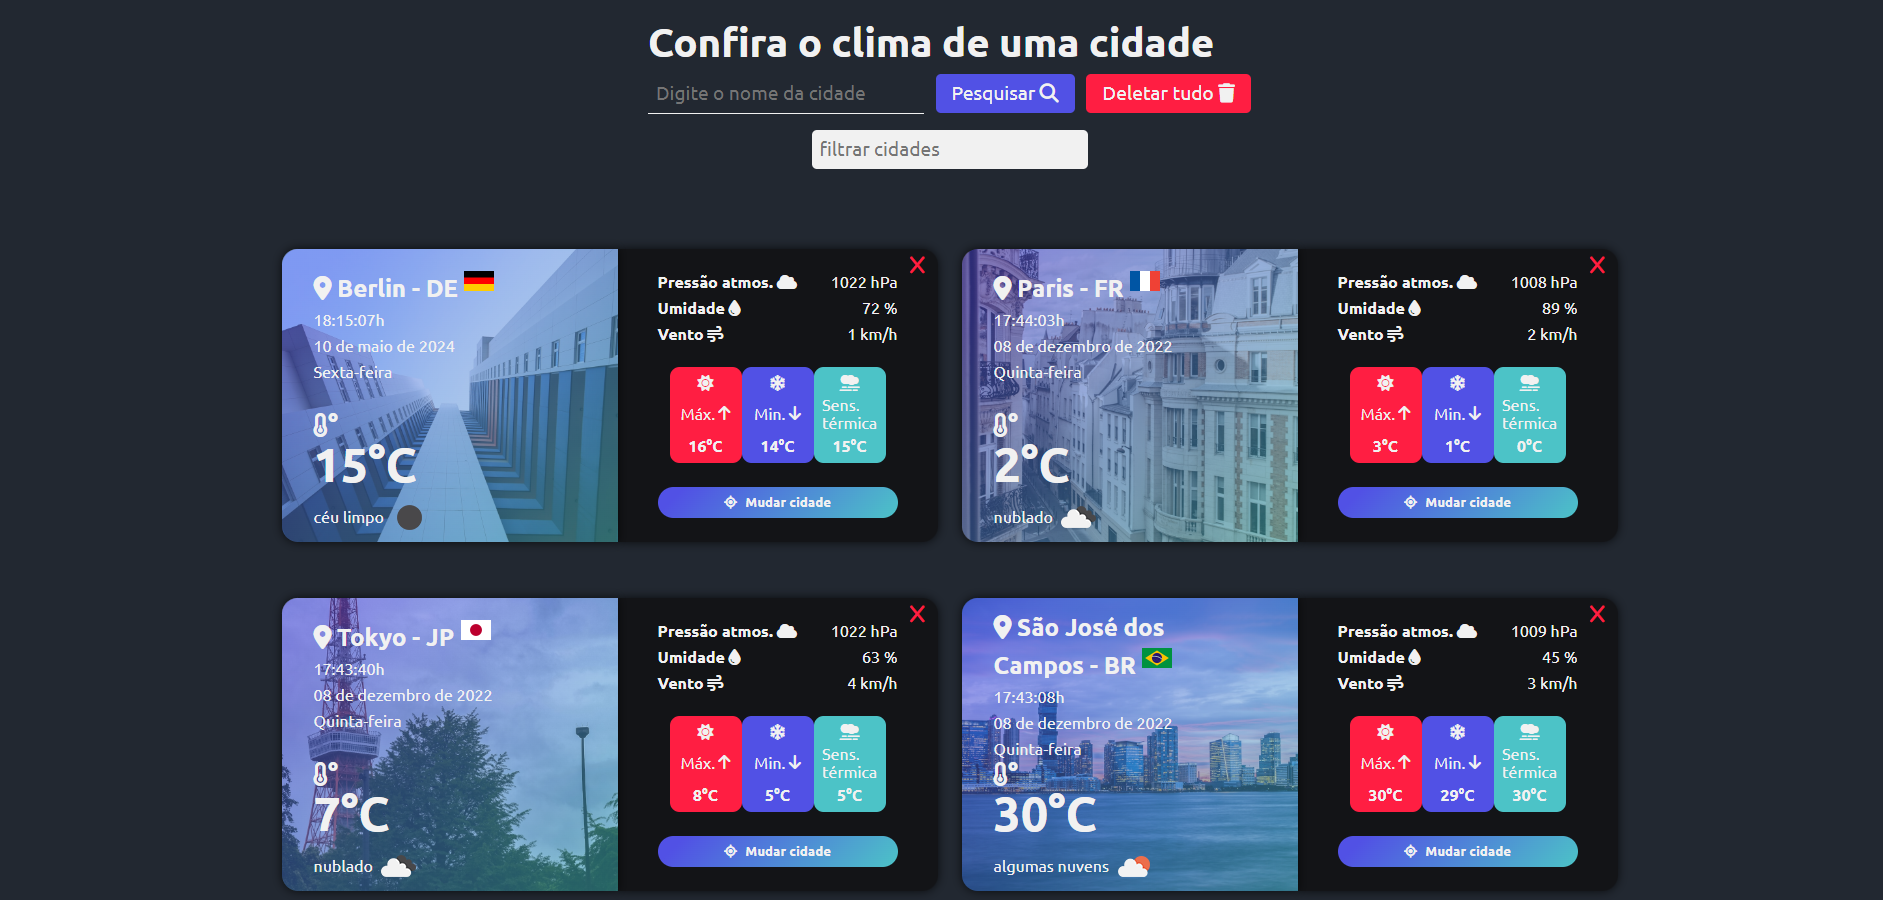 Confira o clima de uma cidade
Digite o nome da cidade
Pesquisar
Deletar tudo
filtrar cidades
Berlin - DE
18:15:07h
10 de maio de 2024
Sexta-feira
15°C
céu limpo
Pressão atmos. 1022 hPa
Umidade 72 %
Vento 1 km/h
Máx.
16°C
Min.
14°C
Sens.
térmica
15°C
Mudar cidade
X
Paris - FR
17:44:03h
08 de dezembro de 2022
Quinta-feira
2°C
nublado
Pressão atmos. 1008 hPa
Umidade 89 %
Vento 2 km/h
Máx.
3°C
Min.
1°C
Sens.
térmica
0°C
Mudar cidade
X
Tokyo - JP
17:43:40h
08 de dezembro de 2022
Quinta-feira
7°C
nublado
Pressão atmos. 1022 hPa
Umidade 63 %
Vento 4 km/h
Máx.
8°C
Min.
5°C
Sens.
térmica
5°C
Mudar cidade
X
São José dos
Campos - BR
17:43:08h
08 de dezembro de 2022
Quinta-feira
30°C
algumas nuvens
Pressão atmos. 1009 hPa
Umidade 45 %
Vento 3 km/h
Máx.
30°C
Min.
29°C
Sens.
térmica
30°C
Mudar cidade
X